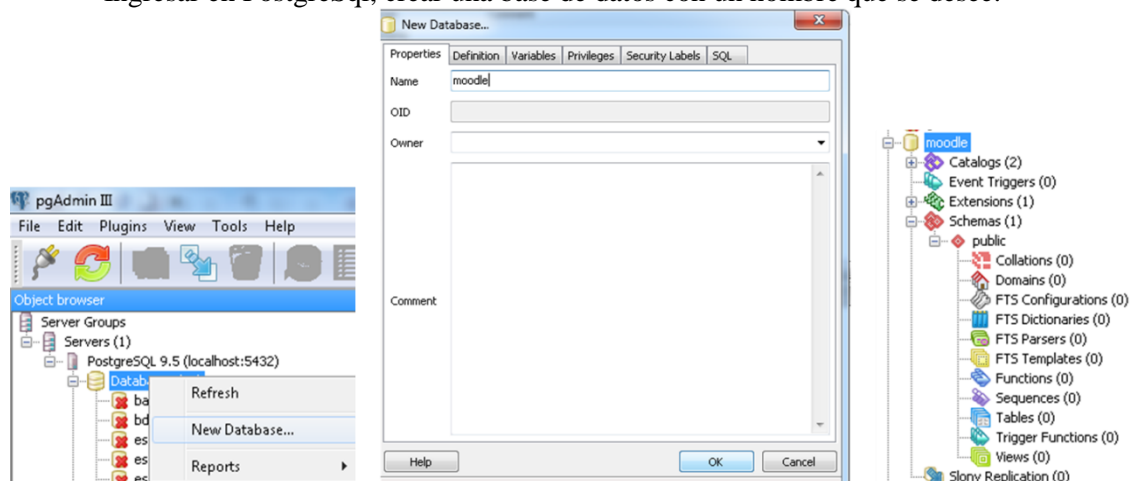 Ingresar en PostgreSql, crear una base de datos con un nombre que se desee.
pgAdmin III
File Edit Plugins View Tools Help
Object browser
Server Groups
Servers (1)
PostgreSQL 9.5 (localhost:5432)
Refresh
New Database...
Reports
ba
bd
es
es
es
New Database...
Properties Definition Variables Privileges Security Labels SQL
Name moodle
OID
Owner
Comment
Help OK Cancel
moodle
Catalogs (2)
Event Triggers (0)
Extensions (1)
Schemas (1)
public
Collations (0)
Domains (0)
FTS Configurations (0)
FTS Dictionaries (0)
FTS Parsers (0)
FTS Templates (0)
Functions (0)
Sequences (0)
Tables (0)
Trigger Functions (0)
Views (0)
Slony Replication (0)